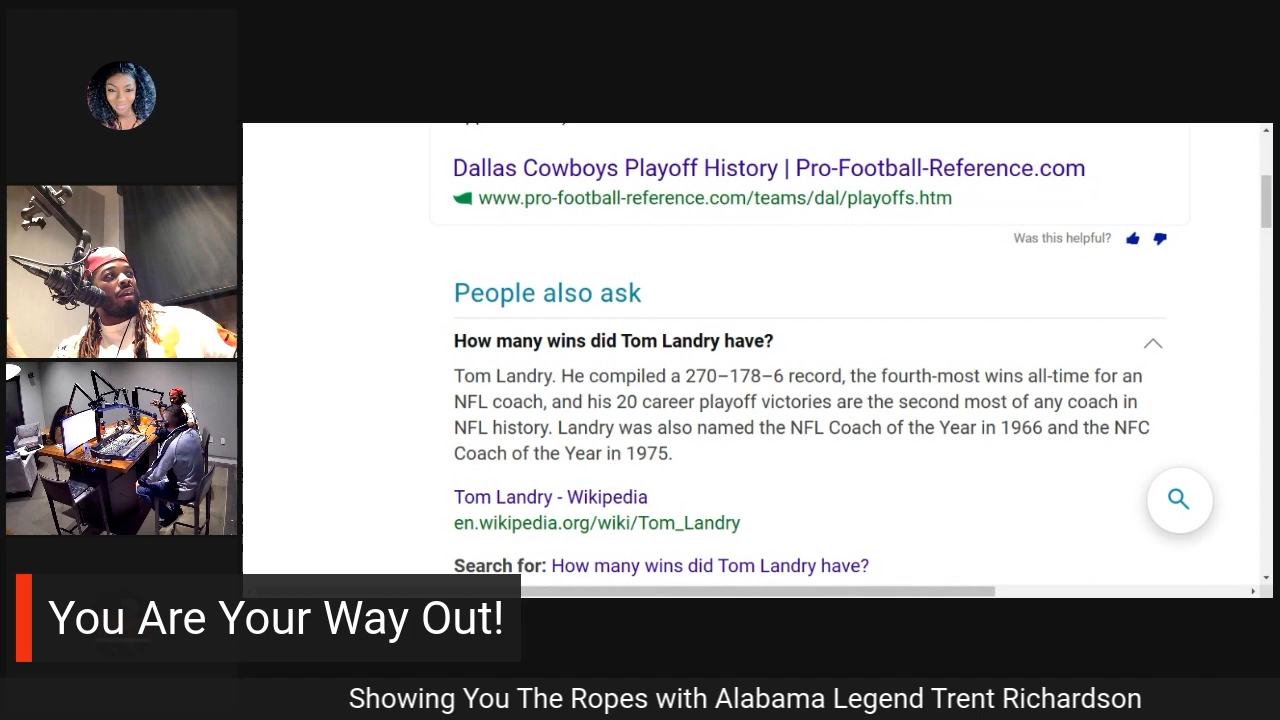 Dallas Cowboys Playoff History | Pro-Football-Reference.com
www.pro-football-reference.com/teams/dal/playoffs.htm
Was this helpful?
People also ask
How many wins did Tom Landry have?
Tom Landry. He compiled a 270–178–6 record, the fourth-most wins all-time for an
NFL coach, and his 20 career playoff victories are the second most of any coach in
NFL history. Landry was also named the NFL Coach of the Year in 1966 and the NFC
Coach of the Year in 1975.
Tom Landry - Wikipedia
en.wikipedia.org/wiki/Tom_Landry
Search for: How many wins did Tom Landry have?
You Are Your Way Out!
Showing You The Ropes with Alabama Legend Trent Richardson